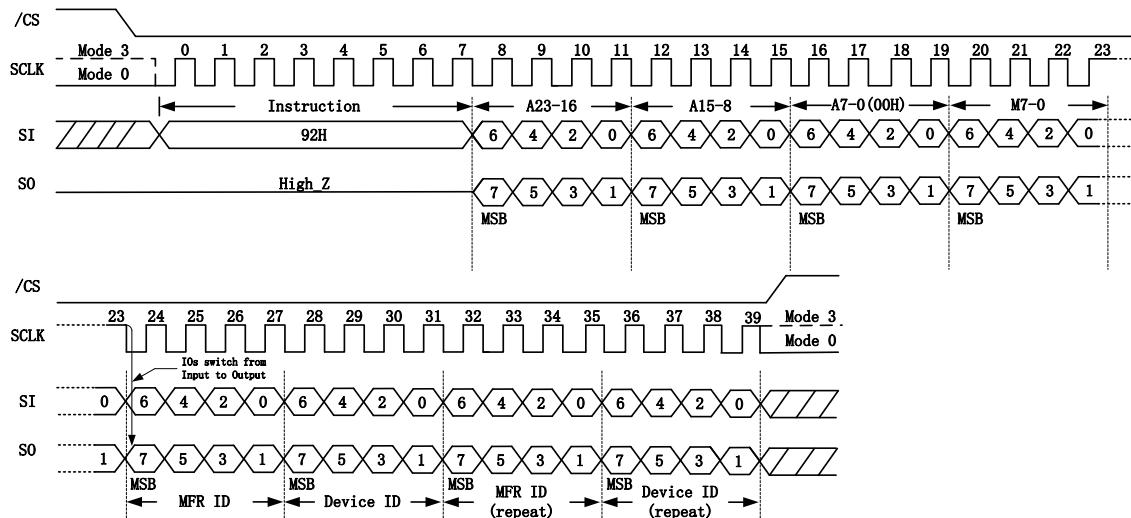 /CS
Mode 3 0 1 2 3 4 5 6 7 8 9 10 11 12 13 14 15 16 17 18 19 20 21 22 23
SCLK
Mode 0
Instruction A23-16 A15-8 A7-0(00H) M7-0
SI 92H 6 4 2 0 6 4 2 0 6 4 2 0 6 4 2 0
SO High_Z 7 5 3 1 7 5 3 1 7 5 3 1 7 5 3 1
MSB MSB MSB MSB
/CS
23 24 25 26 27 28 29 30 31 32 33 34 35 36 37 38 39 Mode 3
SCLK
Mode 0
IOs switch from
Input to Output
SI 0 6 4 2 0 6 4 2 0 6 4 2 0 6 4 2 0
SO 1 7 5 3 1 7 5 3 1 7 5 3 1 7 5 3 1
MSB MSB MSB MSB
MFR ID Device ID MFR ID Device ID
(repeat) (repeat)